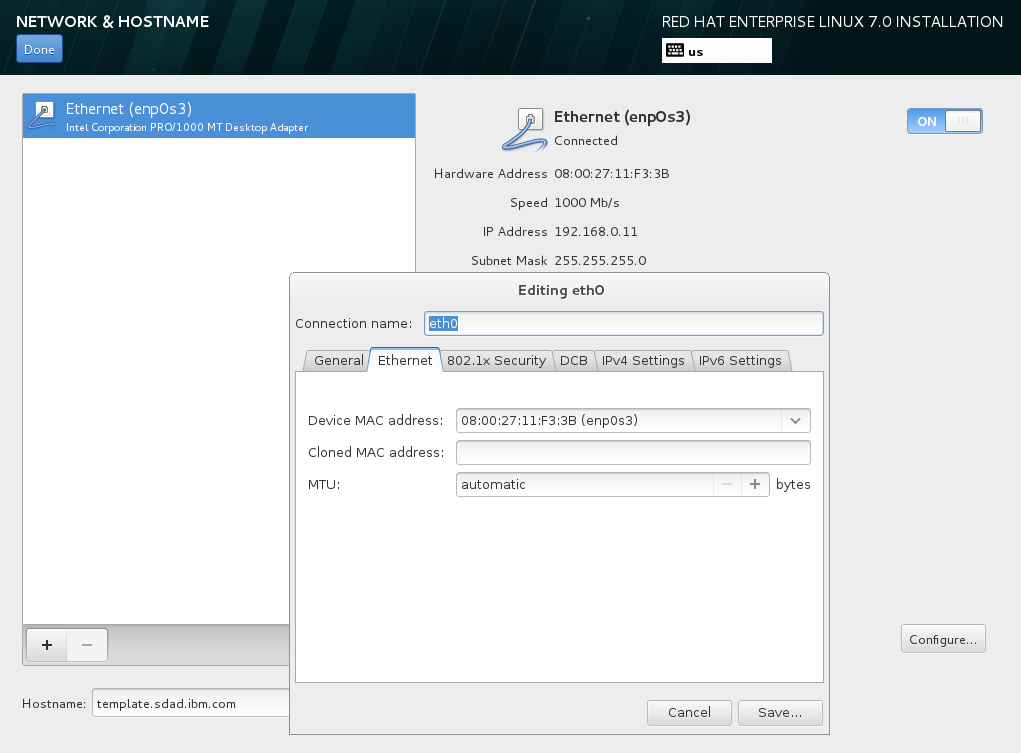 NETWORK & HOSTNAME
RED HAT ENTERPRISE LINUX 7.0 INSTALLATION
Done
us
Ethernet (enp0s3)
Intel Corporation PRO/1000 MT Desktop Adapter
Ethernet (enp0s3)
Connected
ON
Hardware Address 08:00:27:11:F3:3B
Speed 1000 Mb/s
IP Address 192.168.0.11
Subnet Mask 255.255.255.0
Editing eth0
Connection name: eth0
General Ethernet 802.1x Security DCB IPv4 Settings IPv6 Settings
Device MAC address: 08:00:27:11:F3:3B (enp0s3)
Cloned MAC address:
MTU: automatic − + bytes
+ −
Configure...
Hostname: template.sdad.ibm.com
Cancel Save...